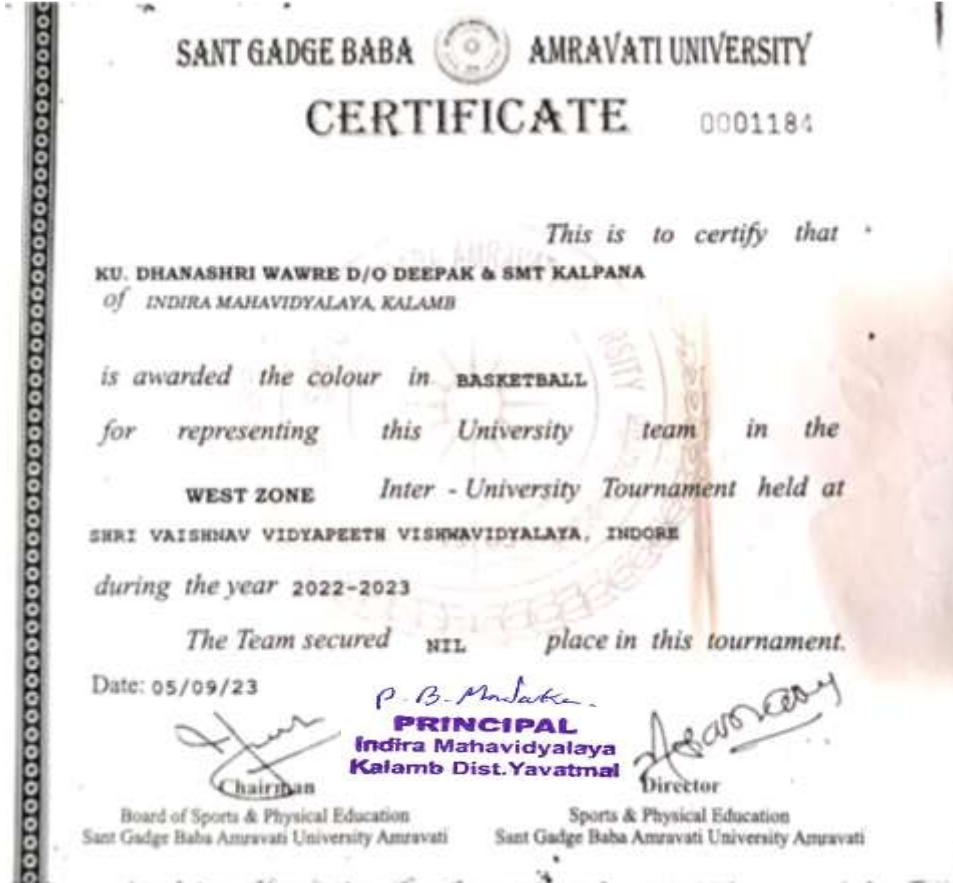 SANT GADGE BABA AMRAVATI UNIVERSITY
CERTIFICATE 0001184
This is to certify that
KU. DHANASHRI WAWRE D/O DEEPAK & SMT KALPANA
of INDIRA MAHAVIDYALAYA, KALAMB
is awarded the colour in BASKETBALL
for representing this University team in the
WEST ZONE Inter - University Tournament held at
SHRI VAISHNAV VIDYAPEETH VISHWAVIDYALAYA, INDORE
during the year 2022-2023
The Team secured NIL place in this tournament.
Date: 05/09/23
P. B.
PRINCIPAL
Indira Mahavidyalaya
Kalamb Dist.Yavatmal
Chairman
Board of Sports & Physical Education
Sant Gadge Baba Amravati University Amravati
Director
Sports & Physical Education
Sant Gadge Baba Amravati University Amravati